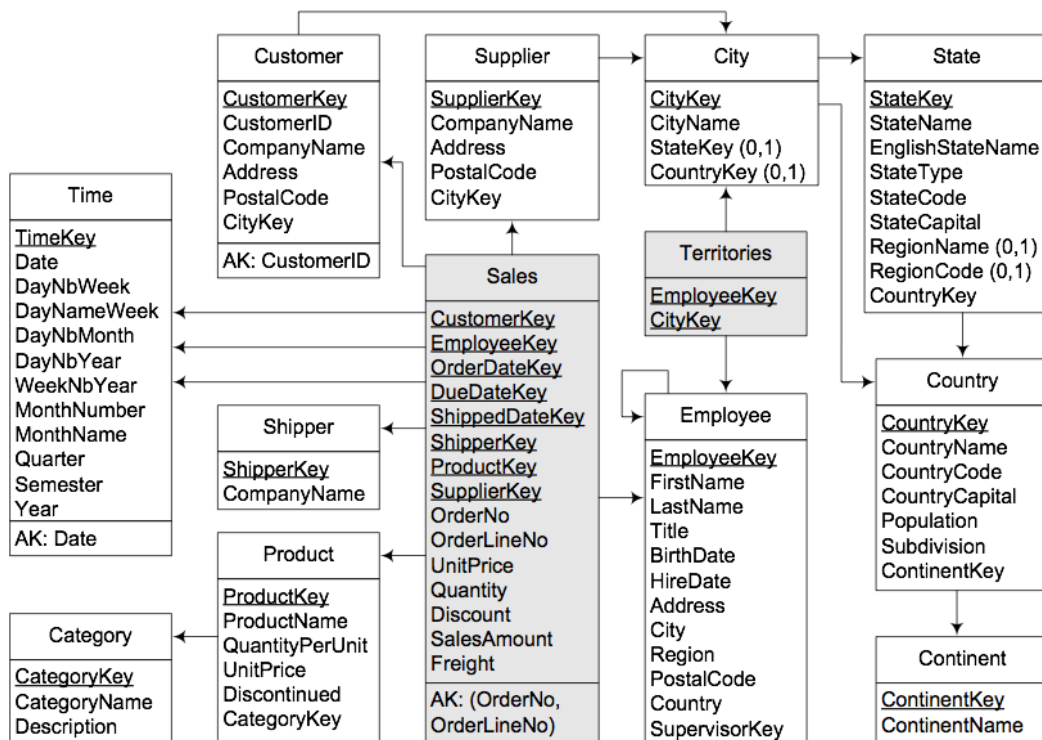 Customer
CustomerKey
CustomerID
CompanyName
Address
PostalCode
CityKey
AK: CustomerID
Supplier
SupplierKey
CompanyName
Address
PostalCode
CityKey
City
CityKey
CityName
StateKey (0,1)
CountryKey (0,1)
State
StateKey
StateName
EnglishStateName
StateType
StateCode
StateCapital
RegionName (0,1)
RegionCode (0,1)
CountryKey
Time
TimeKey
Date
DayNbWeek
DayNameWeek
DayNbMonth
DayNbYear
WeekNbYear
MonthNumber
MonthName
Quarter
Semester
Year
AK: Date
Sales
CustomerKey
EmployeeKey
OrderDateKey
DueDateKey
ShippedDateKey
ShipperKey
ProductKey
SupplierKey
OrderNo
OrderLineNo
UnitPrice
Quantity
Discount
SalesAmount
Freight
AK: (OrderNo,
OrderLineNo)
Territories
EmployeeKey
CityKey
Shipper
ShipperKey
CompanyName
Employee
EmployeeKey
FirstName
LastName
Title
BirthDate
HireDate
Address
City
Region
PostalCode
Country
SupervisorKey
Country
CountryKey
CountryName
CountryCode
CountryCapital
Population
Subdivision
ContinentKey
Product
ProductKey
ProductName
QuantityPerUnit
UnitPrice
Discontinued
CategoryKey
Category
CategoryKey
CategoryName
Description
Continent
ContinentKey
ContinentName